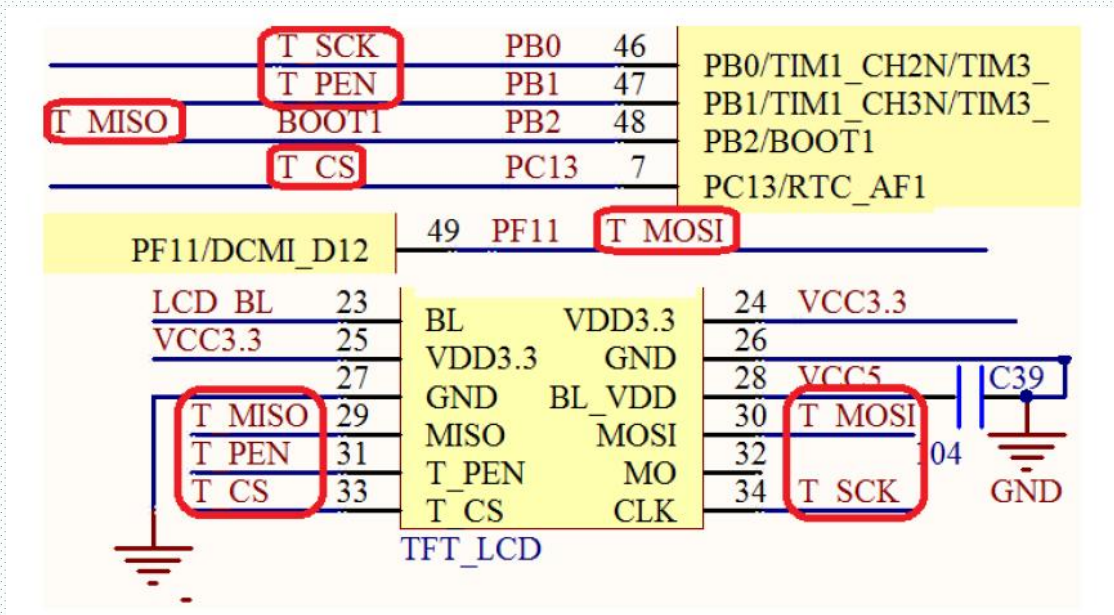 T_SCK PB0 46 PB0/TIM1_CH2N/TIM3_
T_PEN PB1 47 PB1/TIM1_CH3N/TIM3_
T_MISO BOOT1 PB2 48 PB2/BOOT1
T_CS PC13 7 PC13/RTC_AF1
PF11/DCMI_D12 49 PF11 T_MOSI
LCD_BL 23 BL VDD3.3 24 VCC3.3
VCC3.3 25 VDD3.3 GND 26
27 GND BL_VDD 28 VCC5 C39
T_MISO 29 MISO MOSI 30 T_MOSI
T_PEN 31 T_PEN MO 32 104
T_CS 33 T_CS CLK 34 T_SCK GND
TFT_LCD